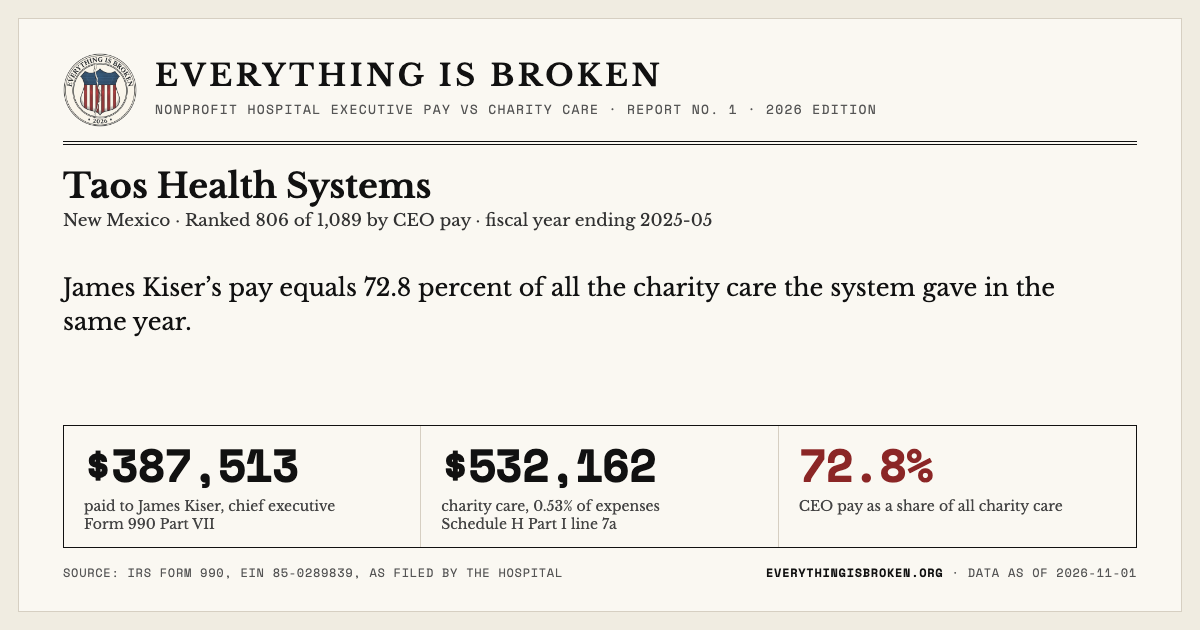 EVERYTHING IS BROKEN
2026
EVERYTHING IS BROKEN
NONPROFIT HOSPITAL EXECUTIVE PAY VS CHARITY CARE · REPORT NO. 1 · 2026 EDITION
Taos Health Systems
New Mexico · Ranked 806 of 1,089 by CEO pay · fiscal year ending 2025-05
James Kiser’s pay equals 72.8 percent of all the charity care the system gave in the
same year.
$387,513
paid to James Kiser, chief executive
Form 990 Part VII
$532,162
charity care, 0.53% of expenses
Schedule H Part I line 7a
72.8%
CEO pay as a share of all charity care
SOURCE: IRS FORM 990, EIN 85-0289839, AS FILED BY THE HOSPITAL
EVERYTHINGISBROKEN.ORG · DATA AS OF 2026-11-01